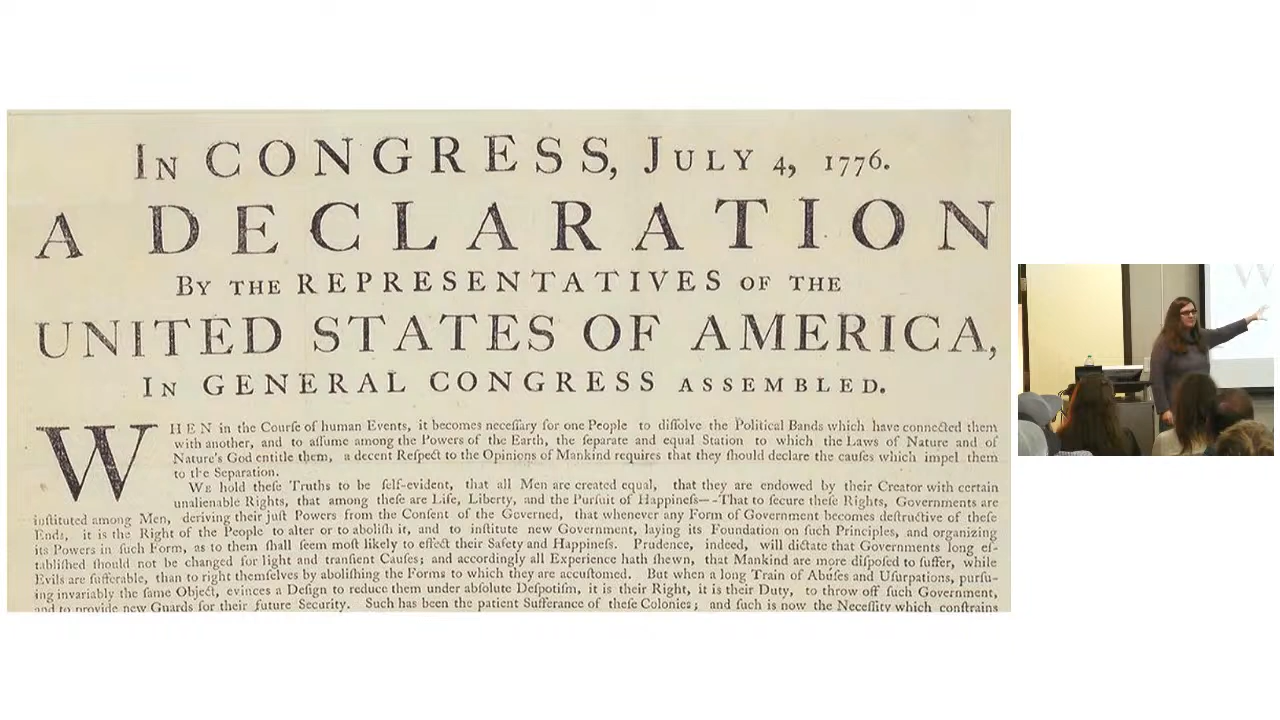 In CONGRESS, July 4, 1776.
A DECLARATION
By the REPRESENTATIVES of the
UNITED STATES OF AMERICA,
In GENERAL CONGRESS assembled.
WHEN in the Courſe of human Events, it becomes neceſſary for one People to diſſolve the Political Bands which have connected them
with another, and to aſſume among the Powers of the Earth, the ſeparate and equal Station to which the Laws of Nature and of
Nature's God entitle them, a decent Reſpect to the Opinions of Mankind requires that they ſhould declare the cauſes which impel them
to the Separation.
We hold theſe Truths to be ſelf-evident, that all Men are created equal, that they are endowed by their Creator with certain
unalienable Rights, that among theſe are Life, Liberty, and the Purſuit of Happineſs--That to ſecure theſe Rights, Governments are
inſtituted among Men, deriving their juſt Powers from the Conſent of the Governed, that whenever any Form of Government becomes deſtructive of theſe
Ends, it is the Right of the People to alter or to aboliſh it, and to inſtitute new Government, laying its Foundation on ſuch Principles, and organizing
its Powers in ſuch Form, as to them ſhall ſeem moſt likely to effect their Safety and Happineſs. Prudence, indeed, will dictate that Governments long eſ-
tabliſhed ſhould not be changed for light and tranſient Cauſes; and accordingly all Experience hath ſhewn, that Mankind are more diſpoſed to ſuffer, while
Evils are ſufferable, than to right themſelves by aboliſhing the Forms to which they are accuſtomed. But when a long Train of Abuſes and Uſurpations, purſu-
ing invariably the ſame Object, evinces a Deſign to reduce them under abſolute Deſpotiſm, it is their Right, it is their Duty, to throw off ſuch Government,
and to provide new Guards for their future Security. Such has been the patient Sufferance of theſe Colonies; and ſuch is now the Neceſſity which conſtrains
W